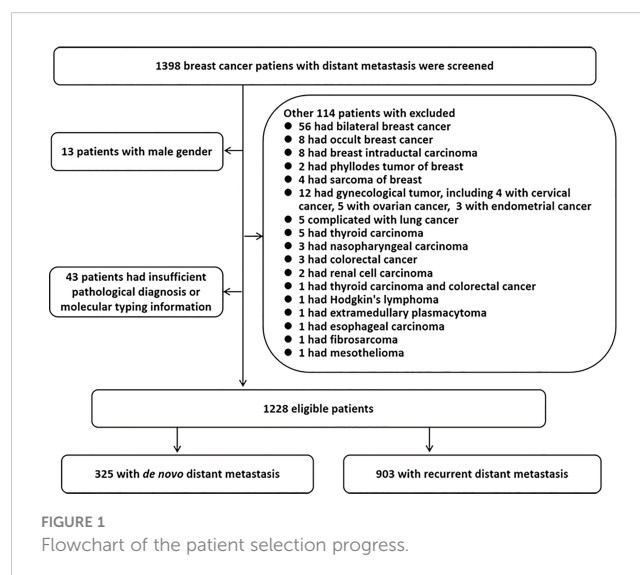 1398 breast cancer patiens with distant metastasis were screened
13 patients with male gender
Other 114 patients with excluded
● 56 had bilateral breast cancer
● 8 had occult breast cancer
● 8 had breast intraductal carcinoma
● 2 had phyllodes tumor of breast
● 4 had sarcoma of breast
● 12 had gynecological tumor, including 4 with cervical
cancer, 5 with ovarian cancer, 3 with endometrial cancer
● 5 complicated with lung cancer
● 5 had thyroid carcinoma
● 3 had nasopharyngeal carcinoma
● 3 had colorectal cancer
● 2 had renal cell carcinoma
● 1 had thyroid carcinoma and colorectal cancer
● 1 had Hodgkin's lymphoma
● 1 had extramedullary plasmacytoma
● 1 had esophageal carcinoma
● 1 had fibrosarcoma
● 1 had mesothelioma
43 patients had insufficient
pathological diagnosis or
molecular typing information
1228 eligible patients
325 with de novo distant metastasis
903 with recurrent distant metastasis
FIGURE 1
Flowchart of the patient selection progress.